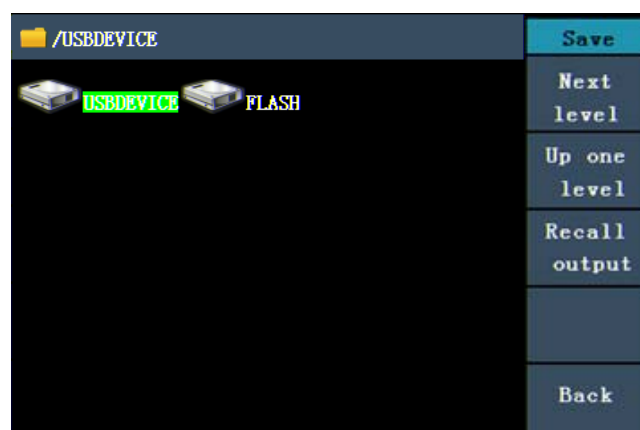 /USBDEVICE
USBDEVICE FLASH
Save
Next
level
Up one
level
Recall
output
Back